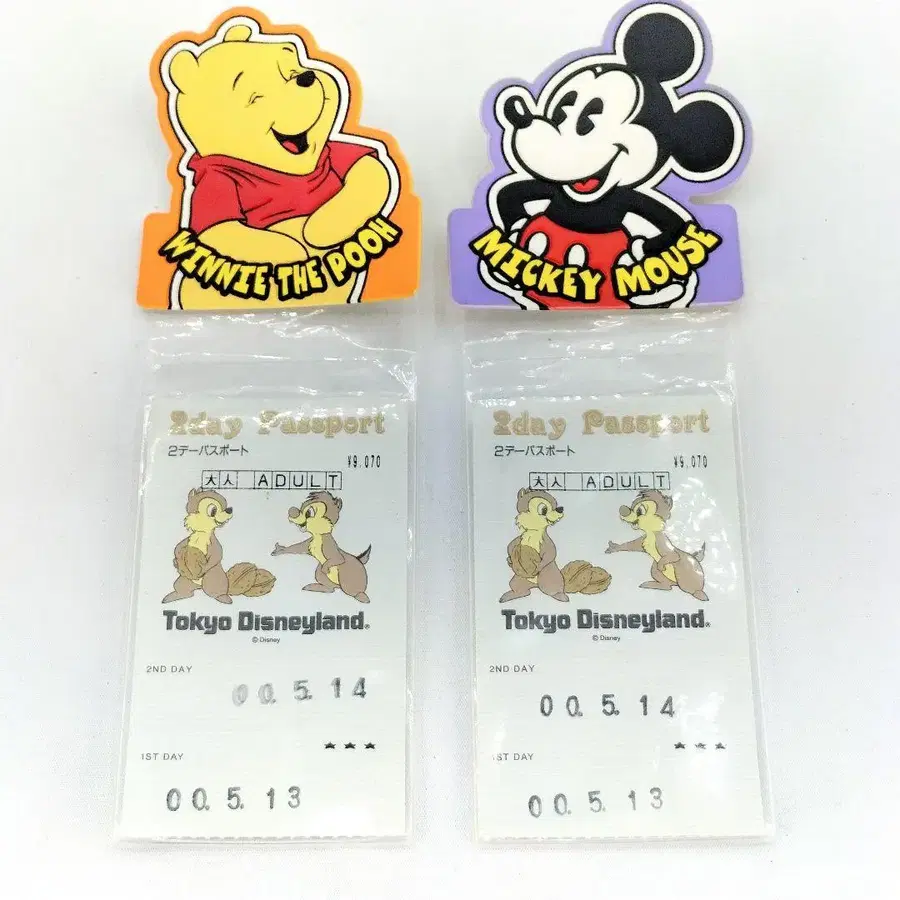 WINNIE THE POOH
MICKEY MOUSE
2day Passport
2デーパスポート
¥9,070
大人 ADULT
Tokyo Disneyland®
© Disney
2ND DAY
00.5.14
★★★
1ST DAY
00.5.13
2day Passport
2デーパスポート
¥9,070
大人 ADULT
Tokyo Disneyland®
© Disney
2ND DAY
00.5.14
★★★
1ST DAY
00.5.13